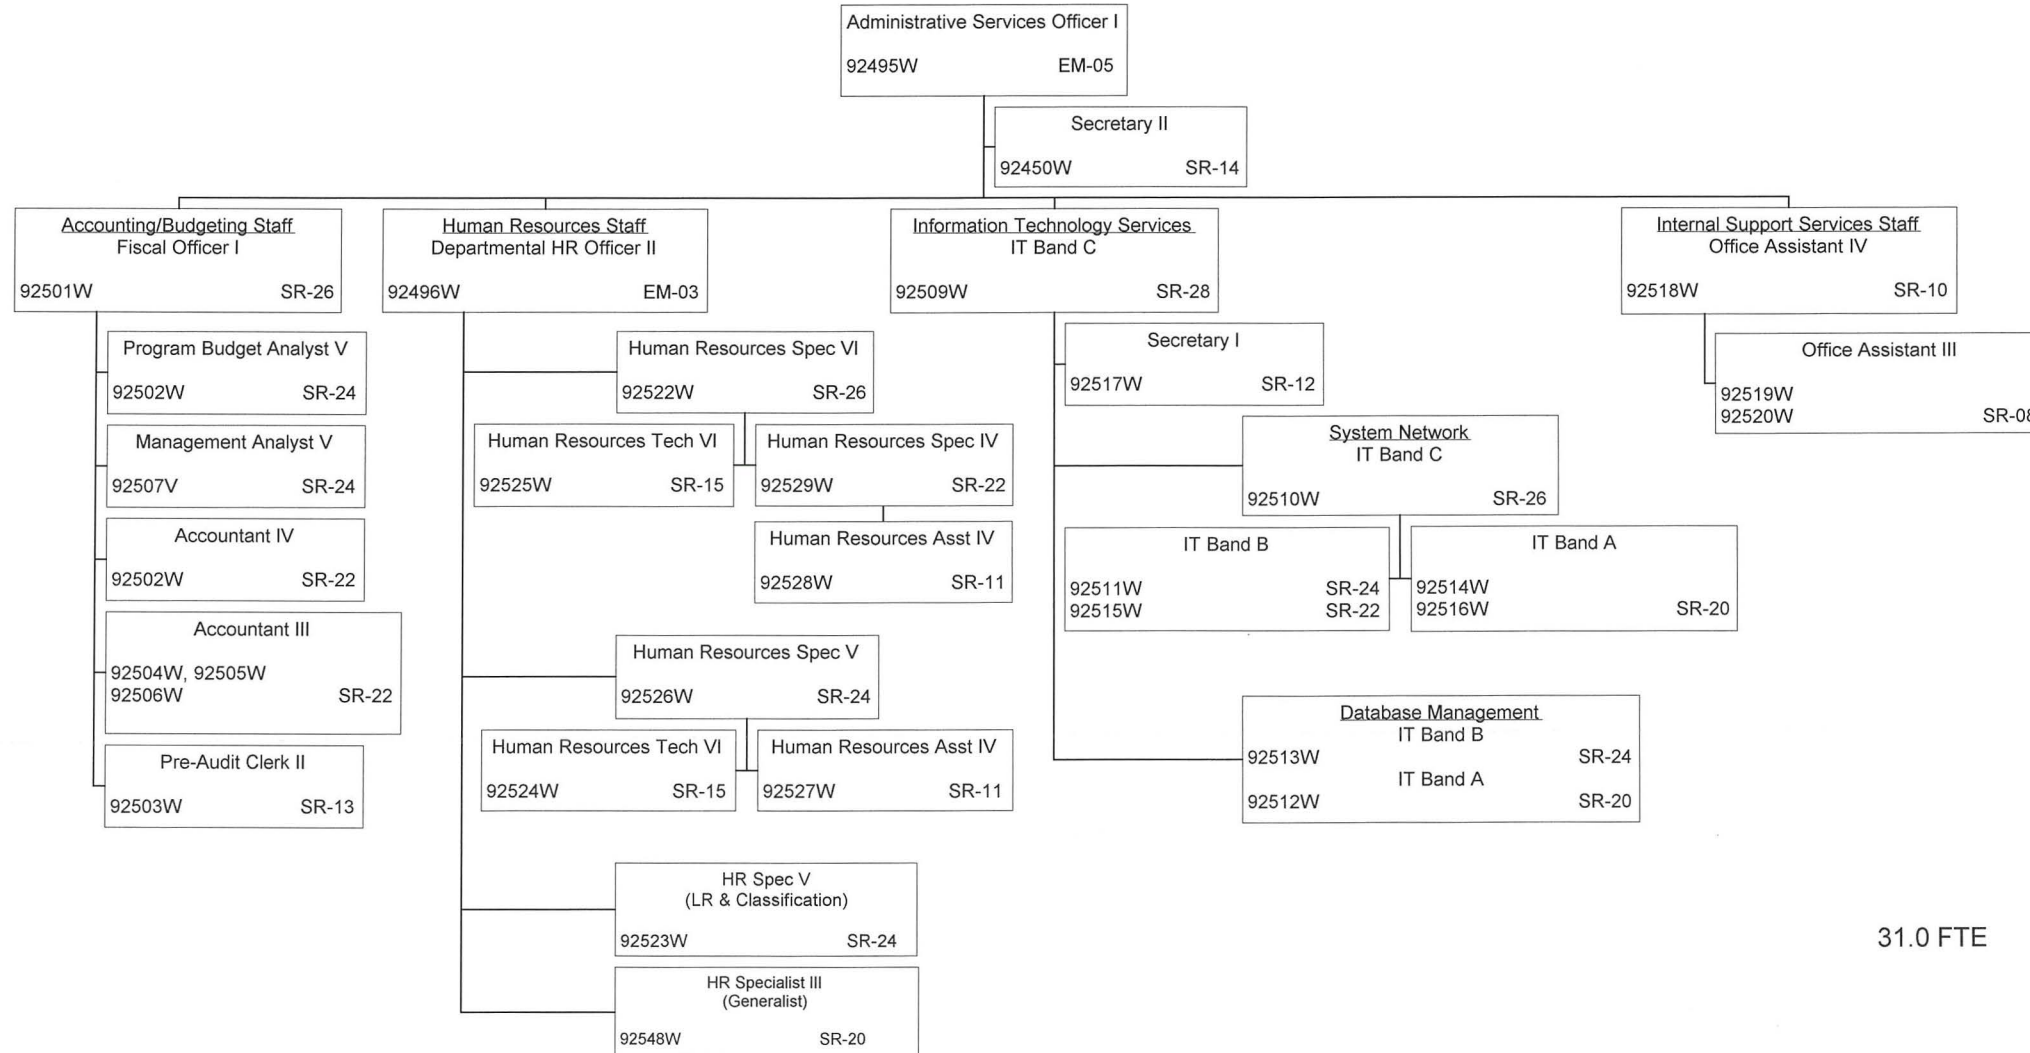 Administrative Services Officer I
92495W EM-05
Secretary II
92450W SR-14
Accounting/Budgeting Staff
Fiscal Officer I
92501W SR-26
Program Budget Analyst V
92502W SR-24
Management Analyst V
92507V SR-24
Accountant IV
92502W SR-22
Accountant III
92504W, 92505W
92506W SR-22
Pre-Audit Clerk II
92503W SR-13
Human Resources Staff
Departmental HR Officer II
92496W EM-03
Human Resources Spec VI
92522W SR-26
Human Resources Tech VI
92525W SR-15
Human Resources Spec IV
92529W SR-22
Human Resources Asst IV
92528W SR-11
Human Resources Spec V
92526W SR-24
Human Resources Tech VI
92524W SR-15
Human Resources Asst IV
92527W SR-11
HR Spec V
(LR & Classification)
92523W SR-24
HR Specialist III
(Generalist)
92548W SR-20
Information Technology Services
IT Band C
92509W SR-28
Secretary I
92517W SR-12
System Network
IT Band C
92510W SR-26
IT Band B
92511W SR-24
92515W SR-22
IT Band A
92514W
92516W SR-20
Database Management
IT Band B
92513W SR-24
IT Band A
92512W SR-20
Internal Support Services Staff
Office Assistant IV
92518W SR-10
Office Assistant III
92519W
92520W SR-08
31.0 FTE